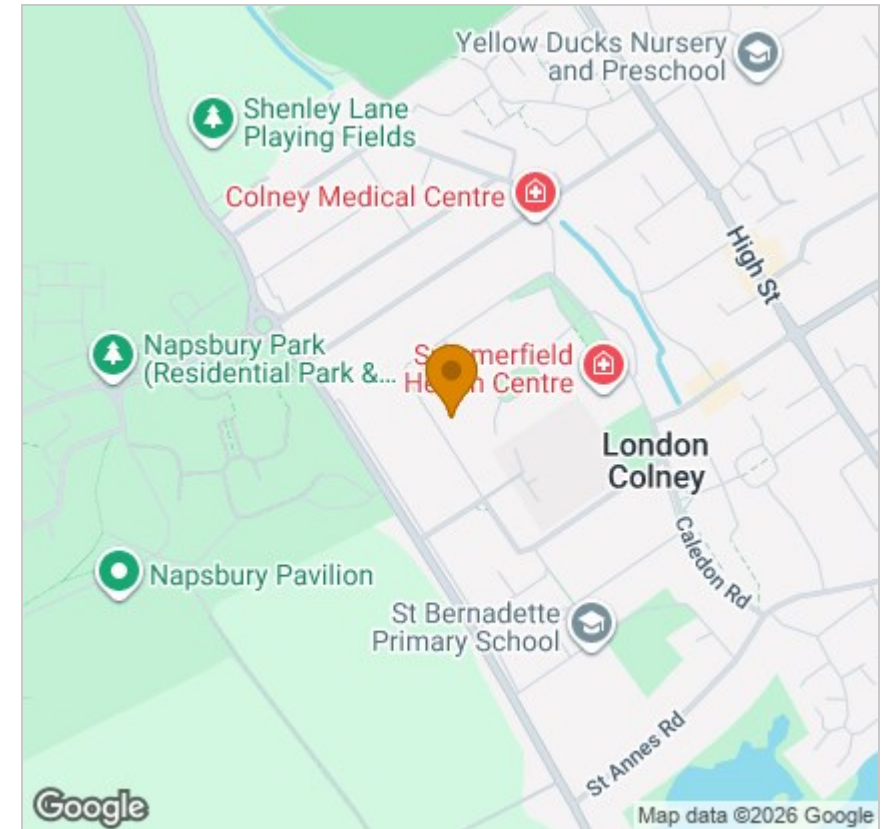 Yellow Ducks Nursery
and Preschool
Shenley Lane
Playing Fields
Colney Medical Centre
High St
Napsbury Park
(Residential Park &...
Centre
London
Colney
Caledon Rd
Napsbury Pavilion
St Bernadette
Primary School
St Annes Rd
Google
Map data ©2026 Google